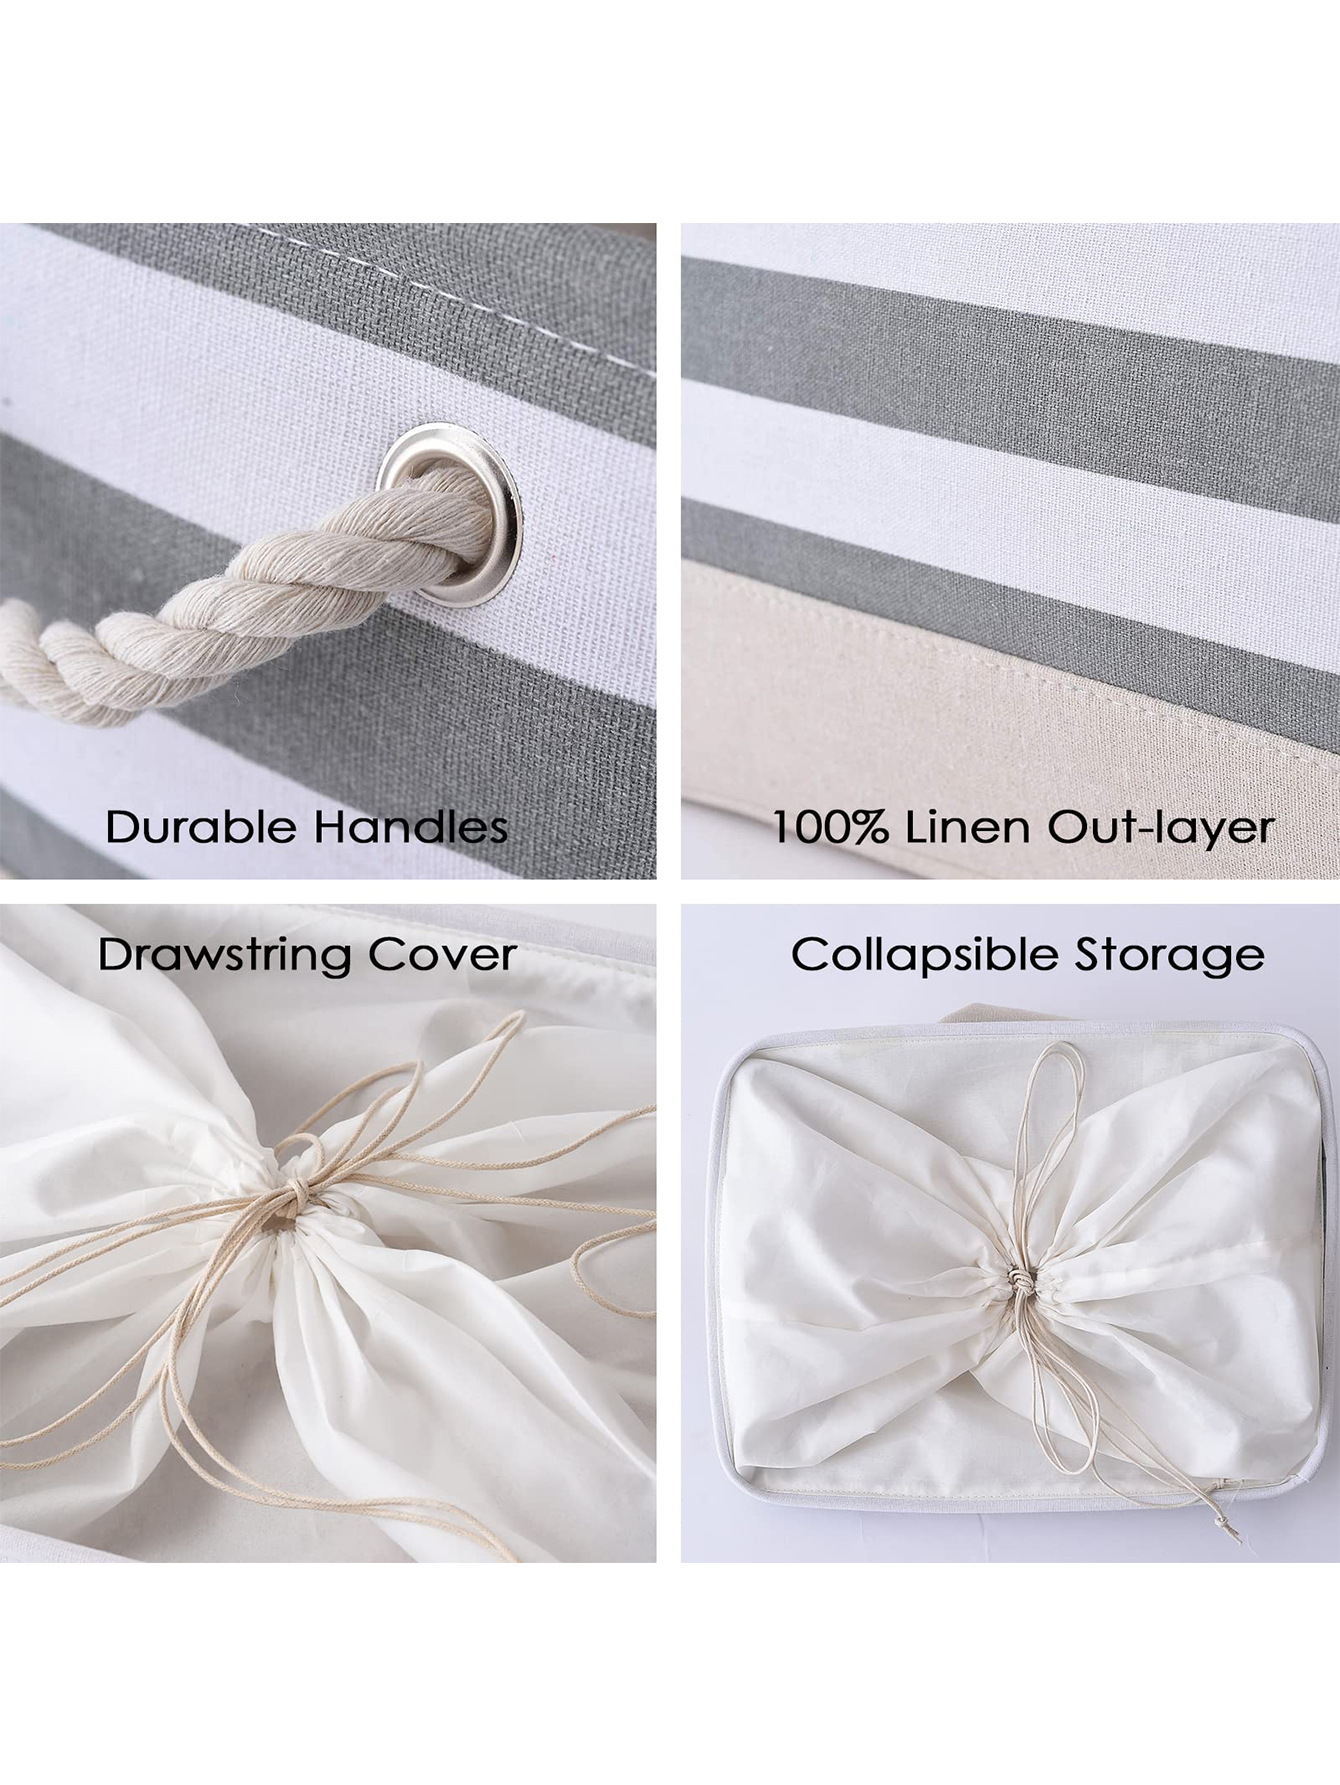 Durable Handles
100% Linen Out-layer
Drawstring Cover
Collapsible Storage